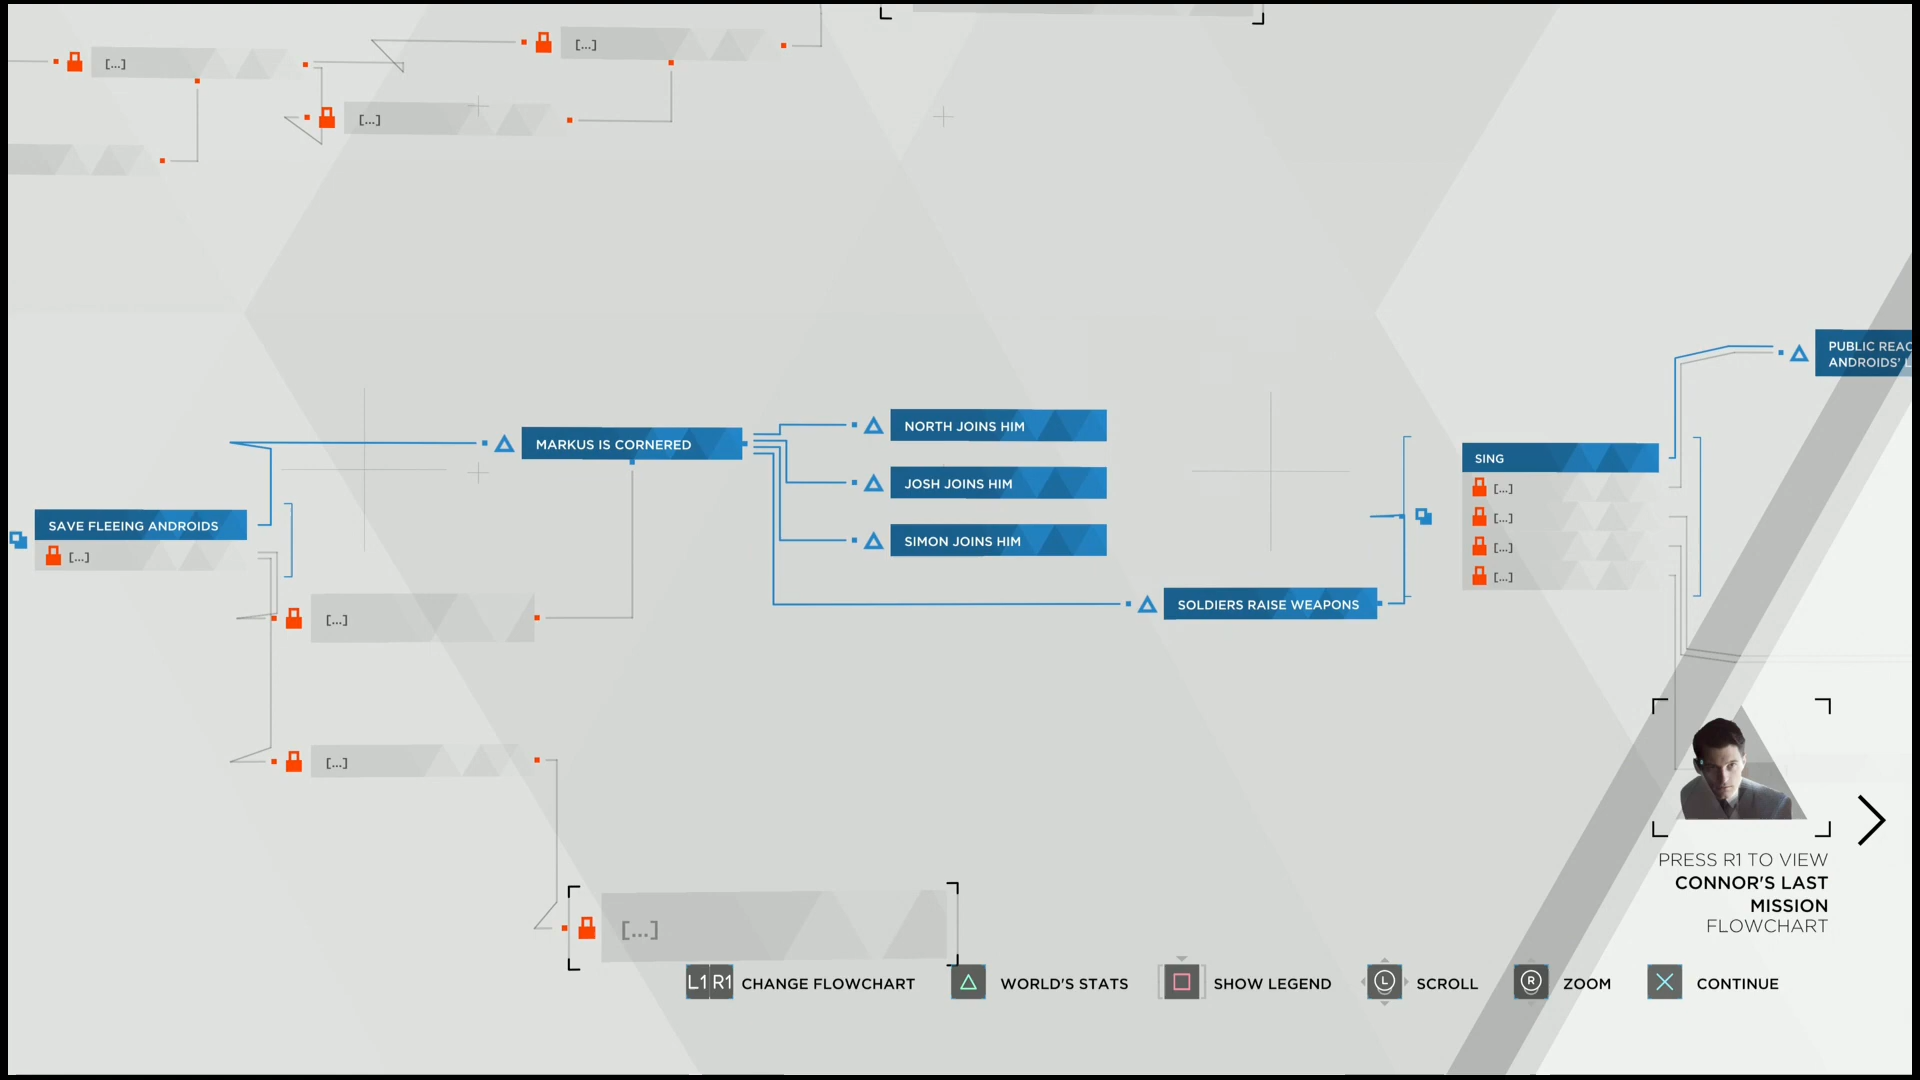 [...]
[...]
[...]
MARKUS IS CORNERED
NORTH JOINS HIM
JOSH JOINS HIM
SIMON JOINS HIM
SAVE FLEEING ANDROIDS
[...]
[...]
[...]
[...]
SOLDIERS RAISE WEAPONS
SING
[...]
[...]
[...]
[...]
PUBLIC REAC
ANDROIDS' L
PRESS R1 TO VIEW
CONNOR'S LAST
MISSION
FLOWCHART
L1 R1 CHANGE FLOWCHART
WORLD'S STATS
SHOW LEGEND
L SCROLL
R ZOOM
CONTINUE